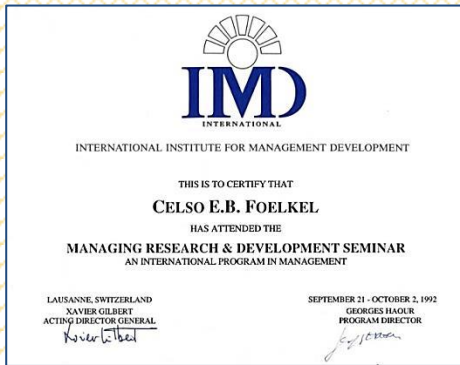 IMD
INTERNATIONAL
INTERNATIONAL INSTITUTE FOR MANAGEMENT DEVELOPMENT
THIS IS TO CERTIFY THAT
CELSO E.B. FOELKEL
HAS ATTENDED THE
MANAGING RESEARCH & DEVELOPMENT SEMINAR
AN INTERNATIONAL PROGRAM IN MANAGEMENT
LAUSANNE, SWITZERLAND
XAVIER GILBERT
ACTING DIRECTOR GENERAL
Xavier Gilbert
SEPTEMBER 21 - OCTOBER 2, 1992
GEORGES HAOUR
PROGRAM DIRECTOR